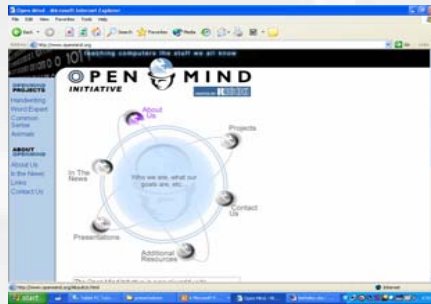 Open Mind - Microsoft Internet Explorer
File Edit View Favorites Tools Help
Back Search Favorites Media
Address http://www.openmind.org Go
teaching computers the stuff we all know
OPEN MIND
INITIATIVE
OPENMIND
PROJECTS
Handwriting
Word Expert
Common
Sense
Animals
ABOUT
OPENMIND
About Us
In the News
Links
Contact Us
About
Us
Projects
In The
News
Who we are, what our
goals are, etc...
Contact
Us
Presentations
Additional
Resources
start
Internet